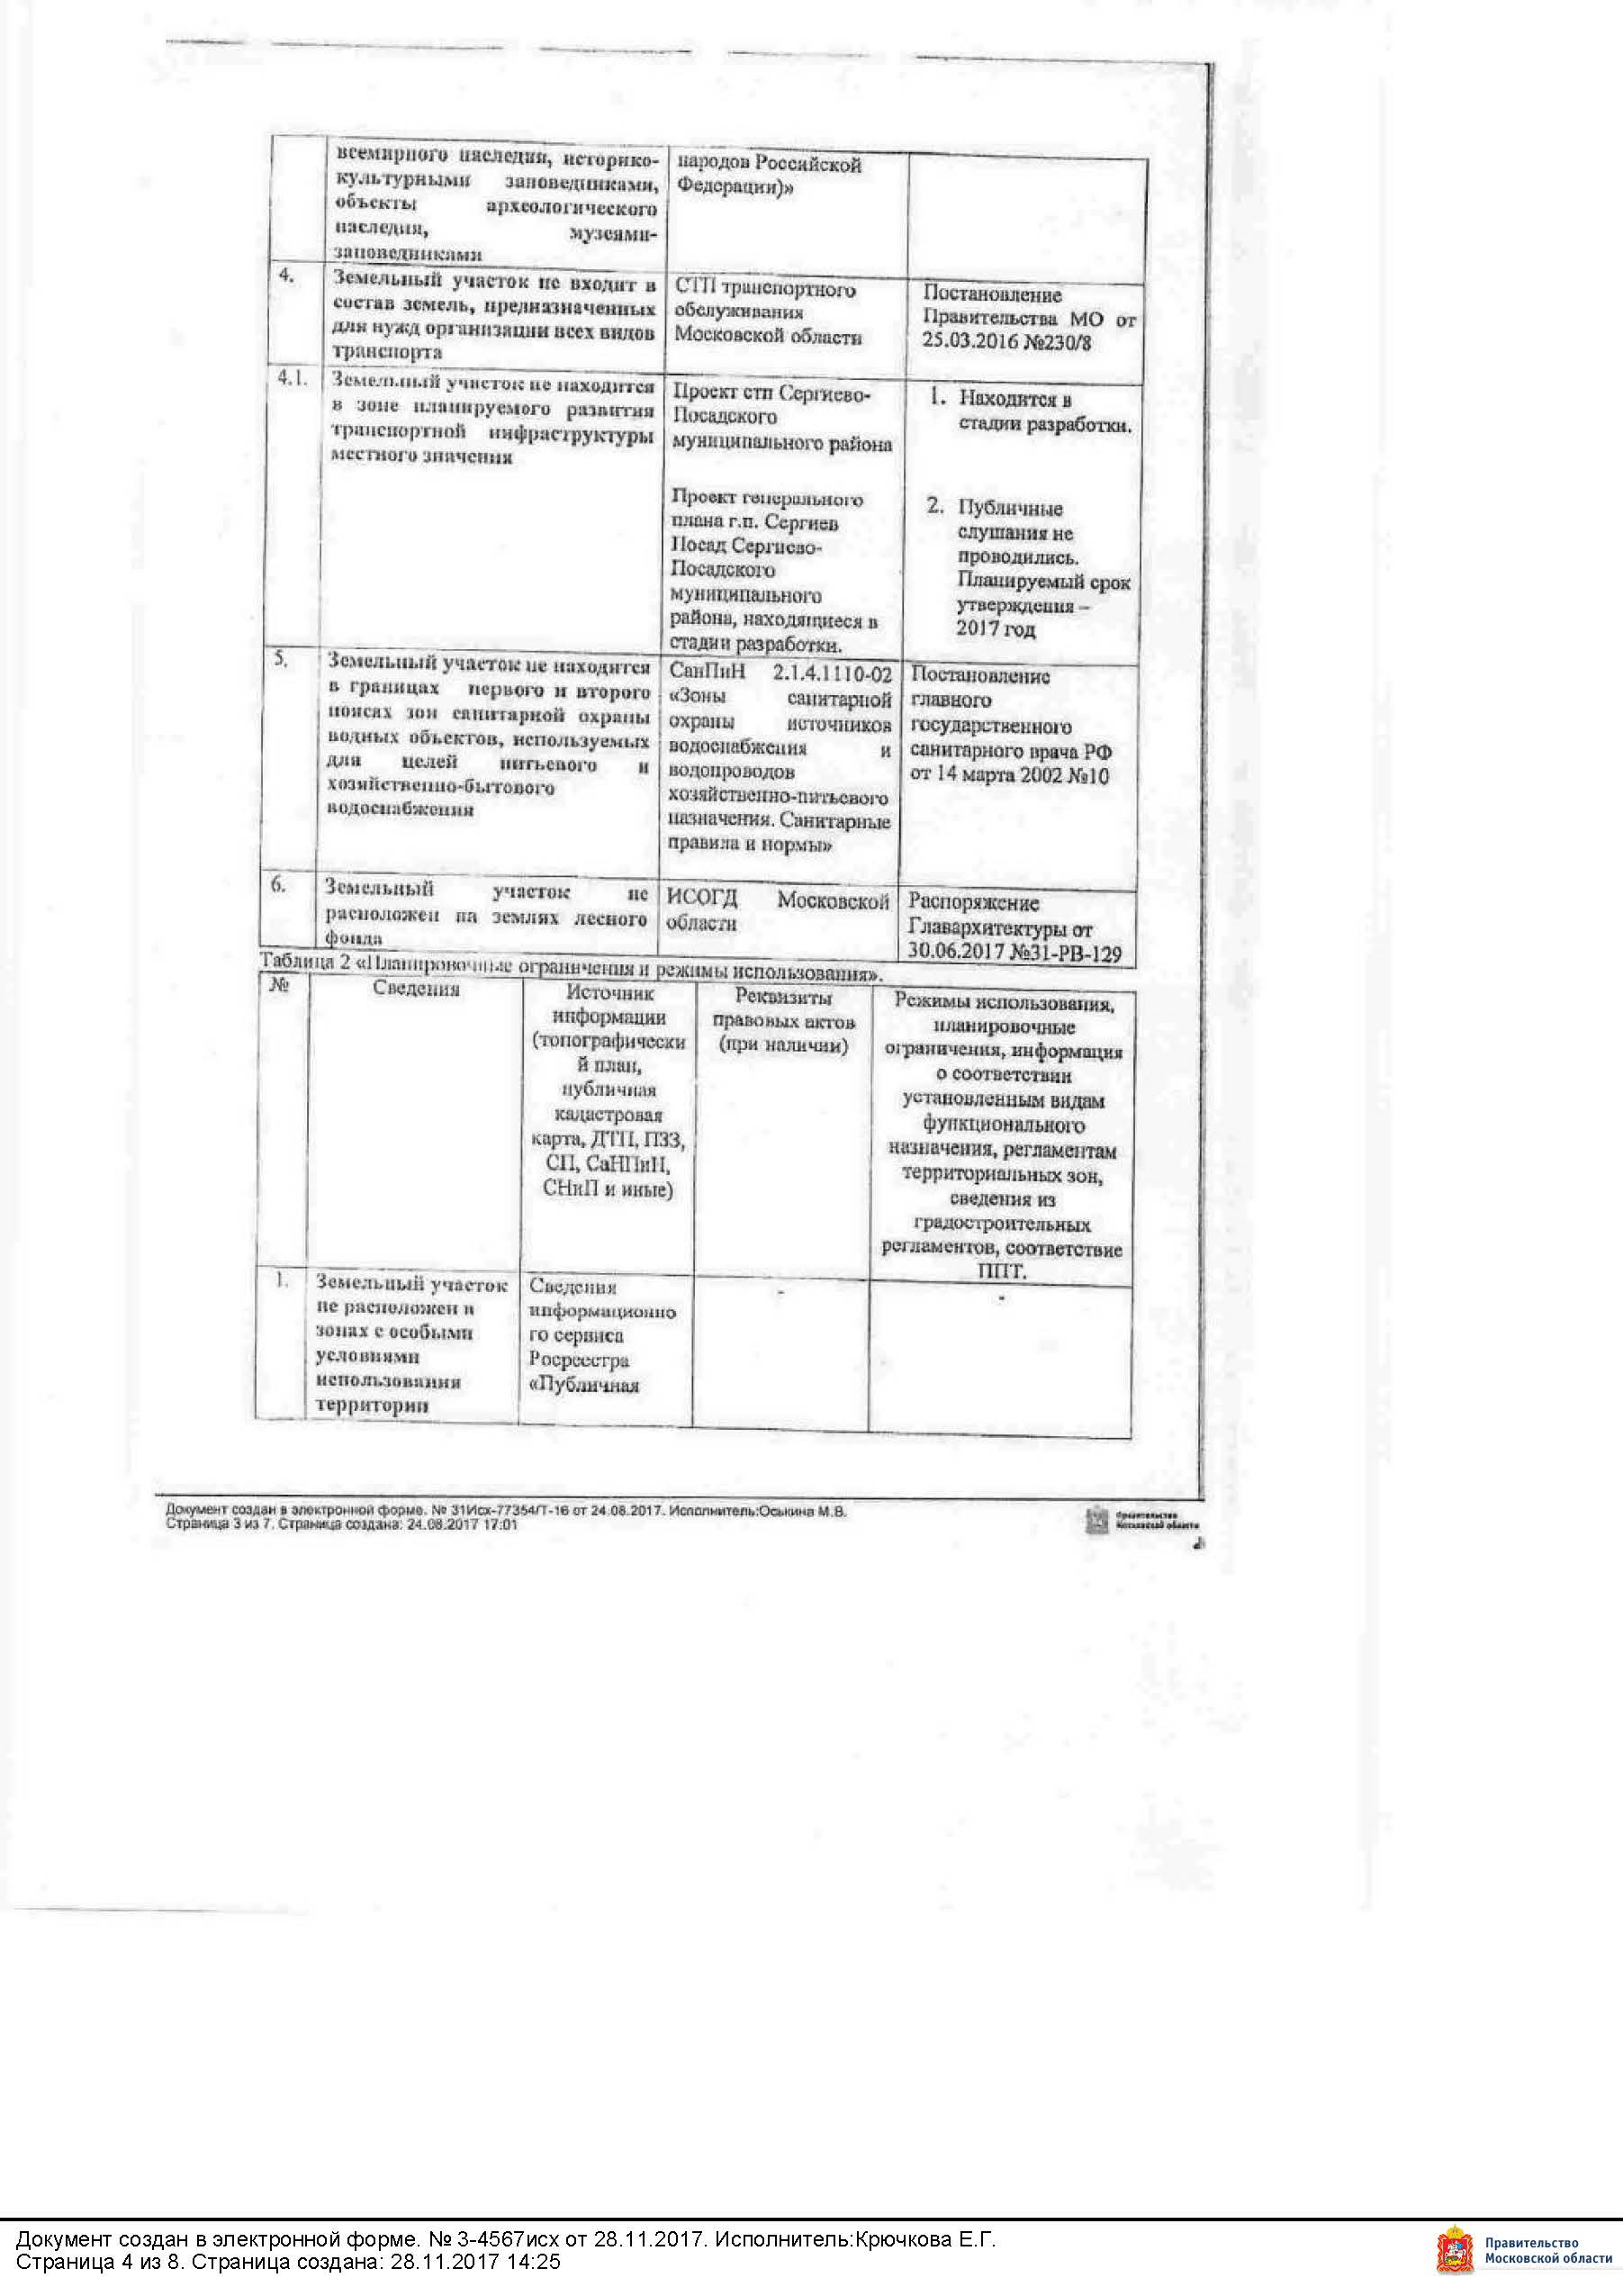 всемирного наследия, историко-
культурными заповедниками,
объекты археологического
наследия, музеями-
заповедниками
народов Российской
Федерации)»
4.
Земельный участок не входит в
состав земель, предназначенных
для нужд организации всех видов
транспорта
СТП транспортного
обслуживания
Московской области
Постановление
Правительства МО от
25.03.2016 №230/8
4.1.
Земельный участок не находится
в зоне планируемого развития
транспортной инфраструктуры
местного значения
Проект стп Сергиево-
Посадского
муниципального района
Проект генерального
плана г.п. Сергиев
Посад Сергиево-
Посадского
муниципального
района, находящиеся в
стадии разработки.
1. Находится в
стадии разработки.
2. Публичные
слушания не
проводились.
Планируемый срок
утверждения –
2017 год
5.
Земельный участок не находится
в границах первого и второго
поясах зон санитарной охраны
водных объектов, используемых
для целей питьевого и
хозяйственно-бытового
водоснабжения
СанПиН 2.1.4.1110-02
«Зоны санитарной
охраны источников
водоснабжения и
водопроводов
хозяйственно-питьевого
назначения. Санитарные
правила и нормы»
Постановление
главного
государственного
санитарного врача РФ
от 14 марта 2002 №10
6.
Земельный участок не
расположен на землях лесного
фонда
ИСОГД Московской
области
Распоряжение
Главархитектуры от
30.06.2017 №31-РВ-129
Таблица 2 «Планировочные ограничения и режимы использования».
№
Сведения
Источник
информации
(топографически
й план,
публичная
кадастровая
карта, ДТП, ПЗЗ,
СП, СаНПиН,
СНиП и иные)
Реквизиты
правовых актов
(при наличии)
Режимы использования,
планировочные
ограничения, информация
о соответствии
установленным видам
функционального
назначения, регламентам
территориальных зон,
сведения из
градостроительных
регламентов, соответствие
ППТ.
1.
Земельный участок
не расположен в
зонах с особыми
условиями
использования
территории
Сведения
информационно
го сервиса
Росреестра
«Публичная
-
-
Документ создан в электронной форме. № 31Исх-77354/Т-16 от 24.08.2017. Исполнитель:Оськина М.В.
Страница 3 из 7. Страница создана: 24.08.2017 17:01
Правительство
Московской области
Документ создан в электронной форме. № 3-4567исх от 28.11.2017. Исполнитель:Крючкова Е.Г.
Страница 4 из 8. Страница создана: 28.11.2017 14:25
Правительство
Московской области